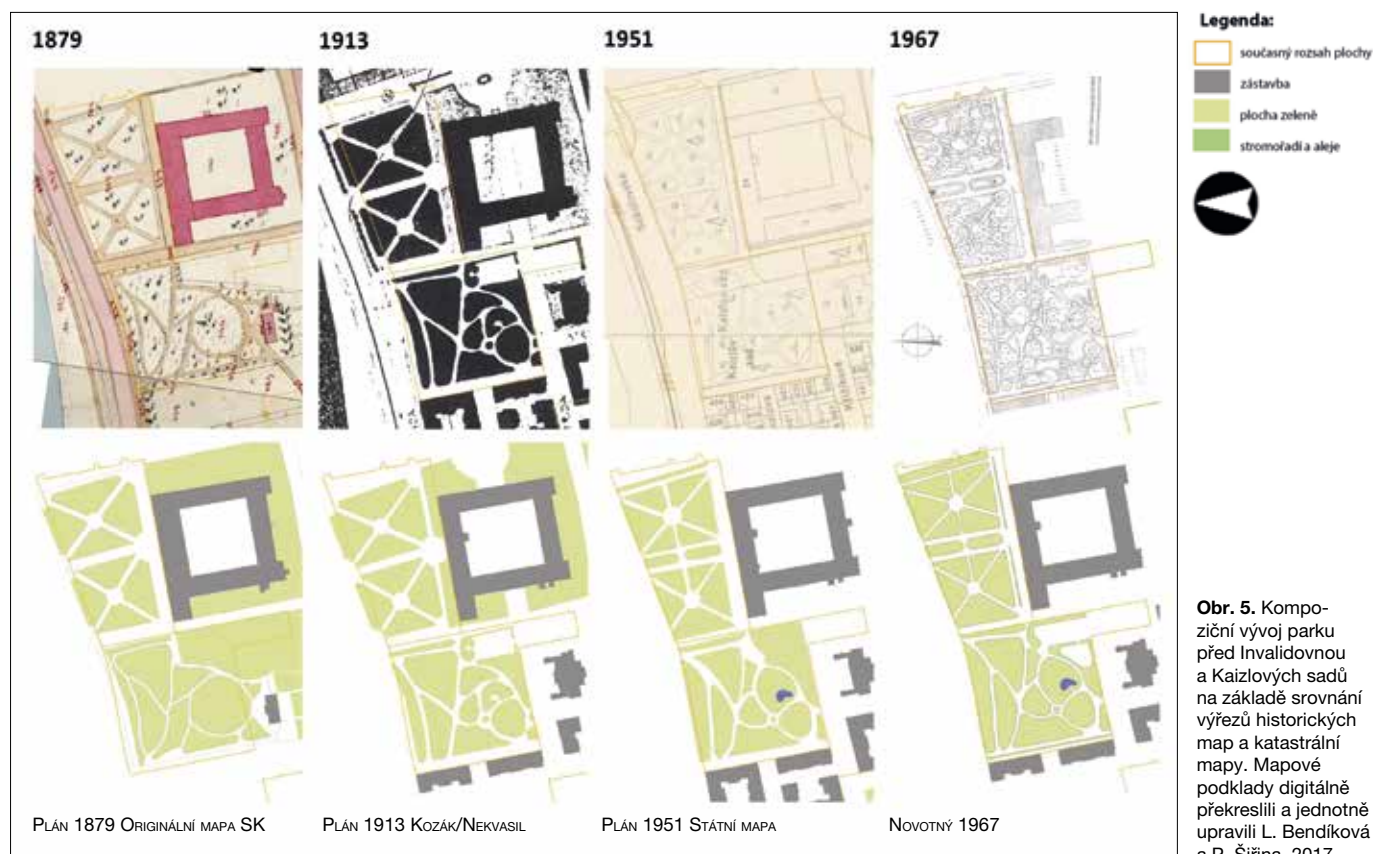 1879
1913
1951
1967
PLÁN 1879 ORIGINÁLNÍ MAPA SK
PLÁN 1913 KOZÁK/NEKVASIL
PLÁN 1951 STÁTNÍ MAPA
NOVOTNÝ 1967
Legenda:
současný rozsah plochy
zástavba
plocha zeleně
stromořadí a aleje
Obr. 5. Kompo-
ziční vývoj parku
před Invalidovnou
a Kaizlových sadů
na základě srovnání
výřezů historických
map a katastrální
mapy. Mapové
podklady digitálně
překreslili a jednotně
upravili L. Bendíková
a P. Šiřina, 2017